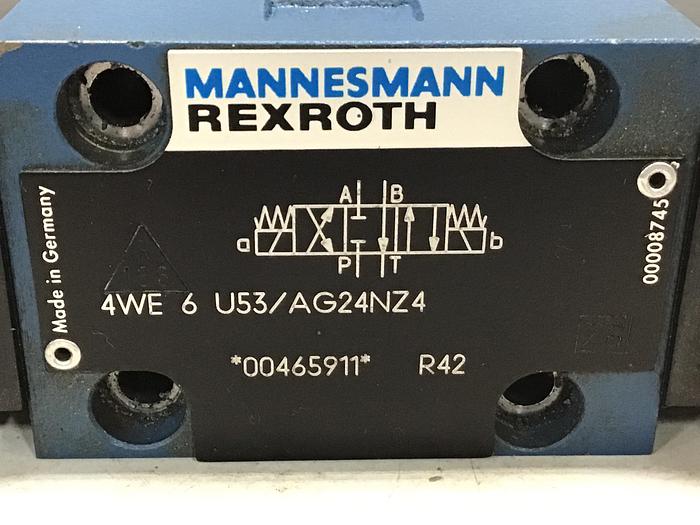 MANNESMANN
REXROTH
A B
a b
P T
Made in Germany
4WE 6 U53/AG24NZ4
*00465911* R42
00008745